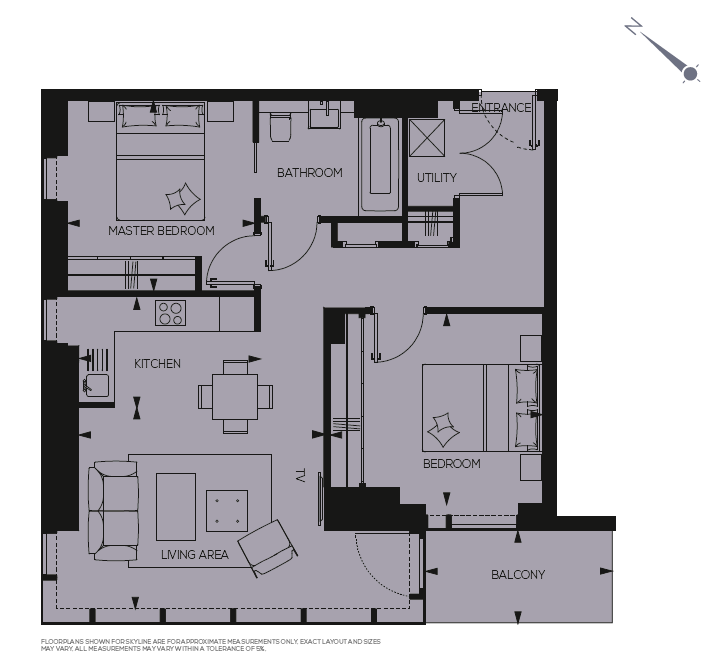 N
ENTRANCE
BATHROOM
UTILITY
MASTER BEDROOM
KITCHEN
BEDROOM
TV
LIVING AREA
BALCONY
FLOORPLANS SHOWN FOR SKYLINE ARE FOR APPROXIMATE MEASUREMENTS ONLY, EXACT LAYOUT AND SIZES
MAY VARY. ALL MEASUREMENTS MAY VARY WITHIN A TOLERANCE OF 5%.